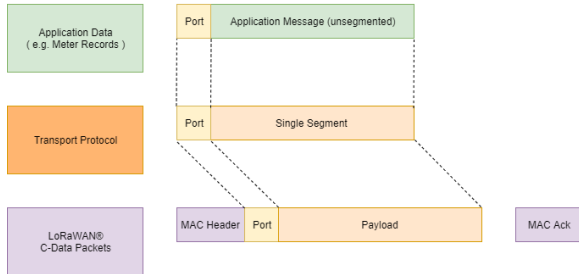 Application Data
( e.g. Meter Records )
Port
Application Message (unsegmented)
Transport Protocol
Port
Single Segment
LoRaWAN®
C-Data Packets
MAC Header
Port
Payload
MAC Ack